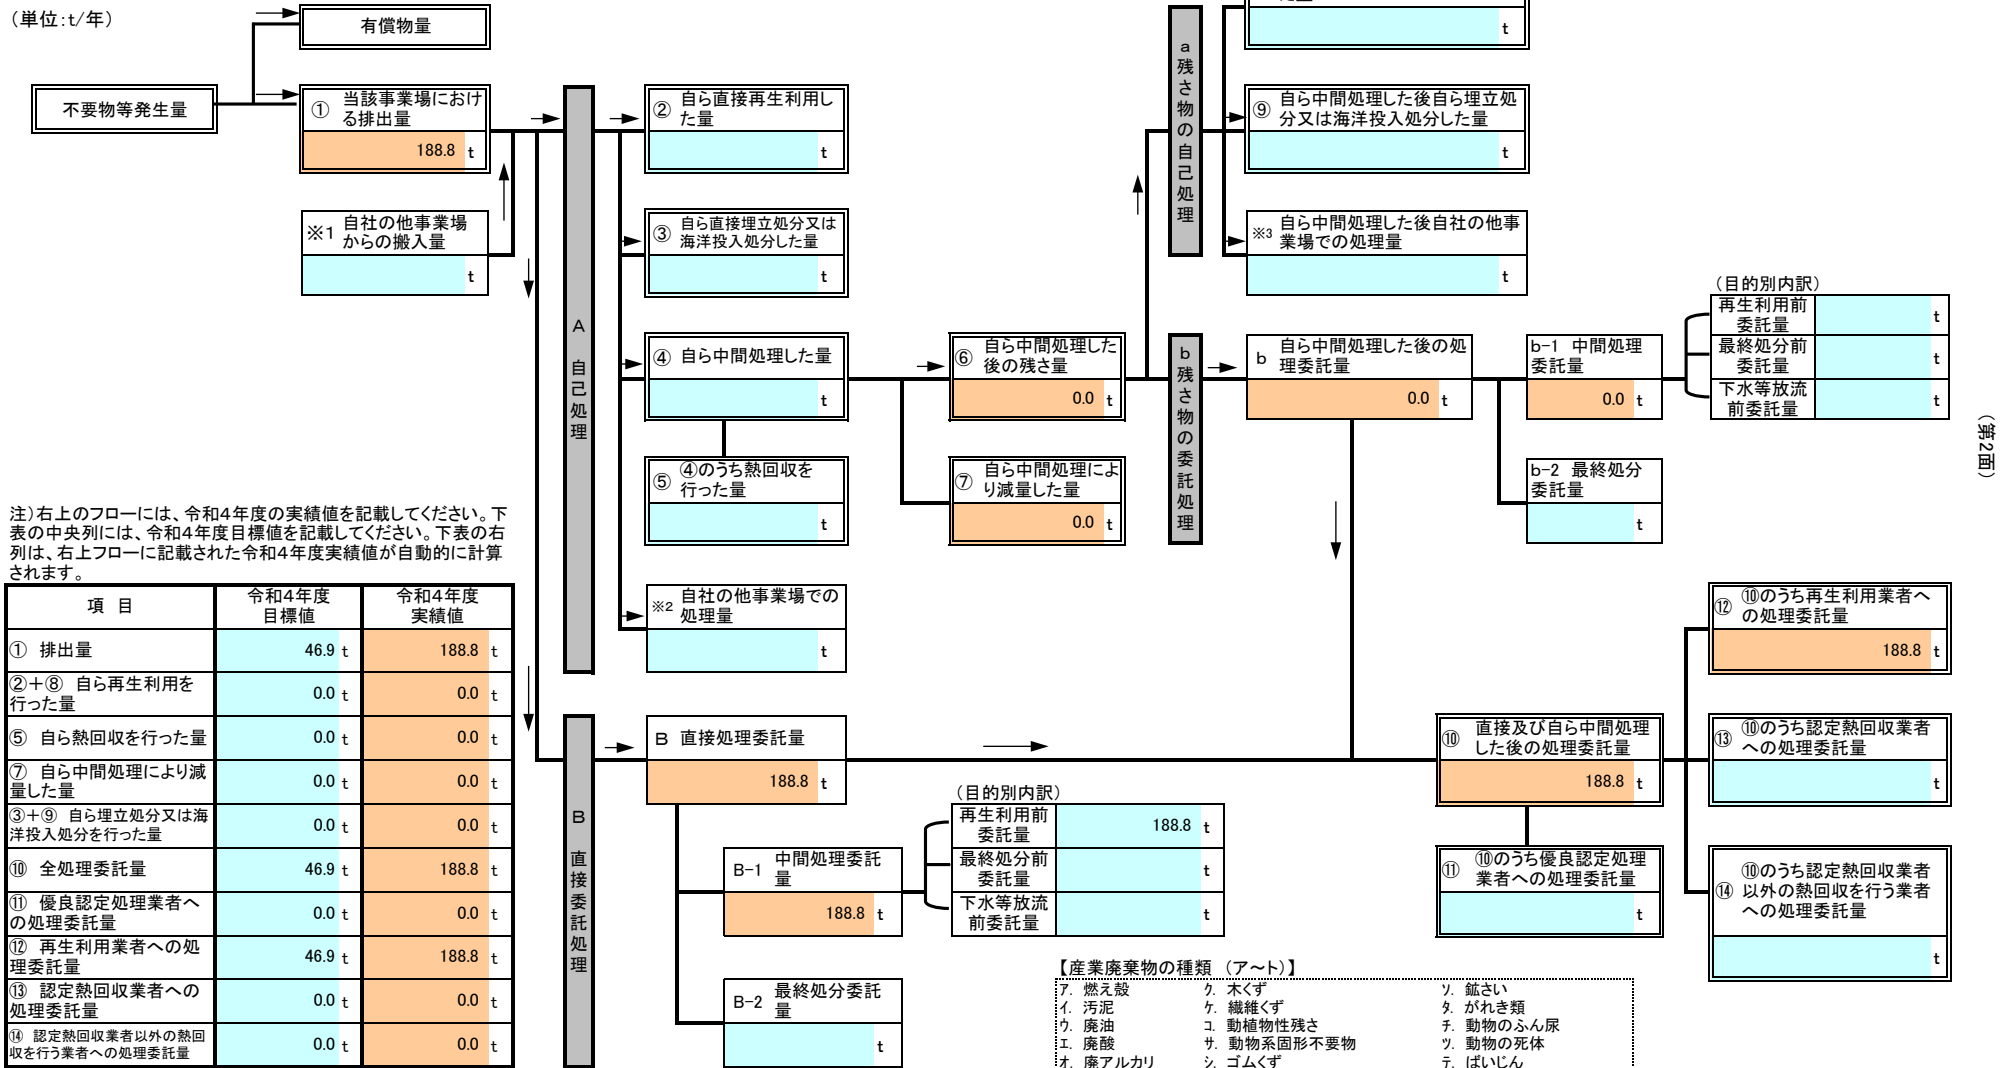 (単位:t/年)
有償物量
不要物等発生量
① 当該事業場におけ
る排出量
188.8 t
※1 自社の他事業場
からの搬入量
t
A 自己処理
② 自ら直接再生利用し
た量
t
③ 自ら直接埋立処分又は
海洋投入処分した量
t
④ 自ら中間処理した量
t
⑤ ④のうち熱回収を
行った量
t
※2 自社の他事業場での
処理量
t
⑥ 自ら中間処理した
後の残さ量
0.0 t
⑦ 自ら中間処理によ
り減量した量
0.0 t
a 残さ物の自己処理
t
⑨ 自ら中間処理した後自ら埋立処
分又は海洋投入処分した量
t
※3 自ら中間処理した後自社の他事
業場での処理量
t
b 残さ物の委託処理
b 自ら中間処理した後の処
理委託量
0.0 t
b-1 中間処理
委託量
0.0 t
b-2 最終処分
委託量
t
(目的別内訳)
再生利用前
委託量
t
最終処分前
委託量
t
下水等放流
前委託量
t
(第2面)
注)右上のフローには、令和4年度の実績値を記載してください。下
表の中央列には、令和4年度目標値を記載してください。下表の右
列は、右上フローに記載された令和4年度実績値が自動的に計算
されます。
項 目 令和4年度 目標値 令和4年度 実績値
① 排出量 46.9 t 188.8 t
②+⑧ 自ら再生利用を
行った量 0.0 t 0.0 t
⑤ 自ら熱回収を行った量 0.0 t 0.0 t
⑦ 自ら中間処理により減
量した量 0.0 t 0.0 t
③+⑨ 自ら埋立処分又は海
洋投入処分を行った量 0.0 t 0.0 t
⑩ 全処理委託量 46.9 t 188.8 t
⑪ 優良認定処理業者へ
の処理委託量 0.0 t 0.0 t
⑫ 再生利用業者への処
理委託量 46.9 t 188.8 t
⑬ 認定熱回収業者への
処理委託量 0.0 t 0.0 t
⑭ 認定熱回収業者以外の熱回
収を行う業者への処理委託量 0.0 t 0.0 t
B 直接委託処理
B 直接処理委託量
188.8 t
B-1 中間処理委託
量
188.8 t
B-2 最終処分委託
量
t
(目的別内訳)
再生利用前
委託量
188.8 t
最終処分前
委託量
t
下水等放流
前委託量
t
⑩ 直接及び自ら中間処理
した後の処理委託量
188.8 t
⑪ ⑩のうち優良認定処理
業者への処理委託量
t
⑫ ⑩のうち再生利用業者へ
の処理委託量
188.8 t
⑬ ⑩のうち認定熱回収業者
への処理委託量
t
⑭ ⑩のうち認定熱回収業者
以外の熱回収を行う業者
への処理委託量
t
【産業廃棄物の種類 (ア～ト)】
ア. 燃え殻 ク. 木くず ソ. 鉱さい
イ. 汚泥 ケ. 繊維くず タ. がれき類
ウ. 廃油 コ. 動植物性残さ チ. 動物のふん尿
エ. 廃酸 サ. 動物系固形不要物 ツ. 動物の死体
オ. 廃アルカリ シ. ゴムくず テ. ばいじん